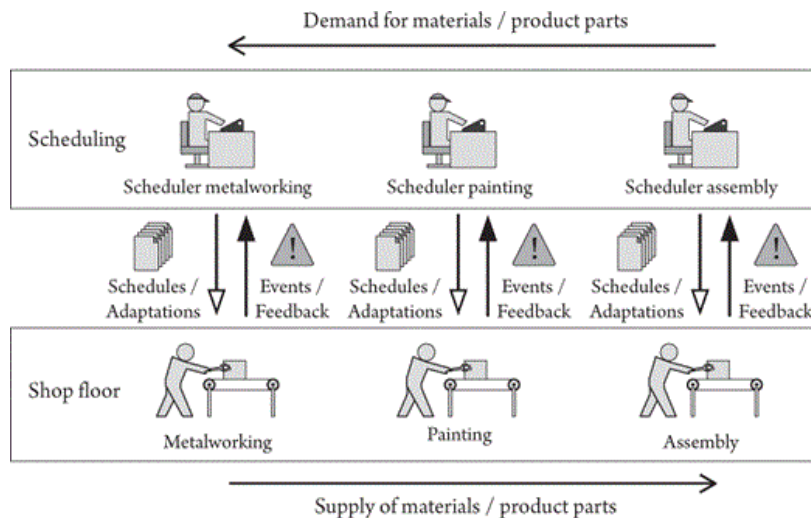 Demand for materials / product parts
Scheduling
Scheduler metalworking
Scheduler painting
Scheduler assembly
Schedules /
Adaptations
!
Events /
Feedback
Schedules /
Adaptations
!
Events /
Feedback
Schedules /
Adaptations
!
Events /
Feedback
Shop floor
Metalworking
Painting
Assembly
Supply of materials / product parts